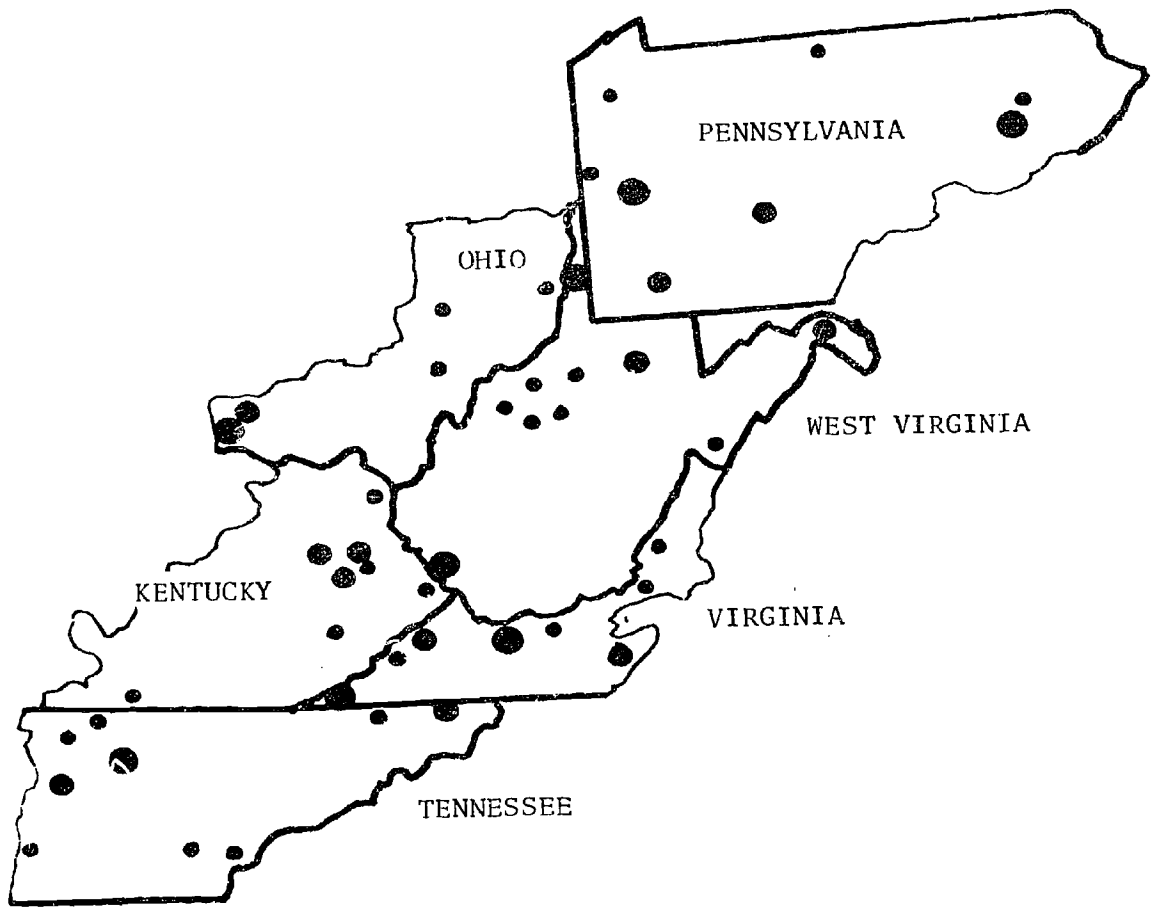 PENNSYLVANIA
OHIO
WEST VIRGINIA
KENTUCKY
VIRGINIA
TENNESSEE